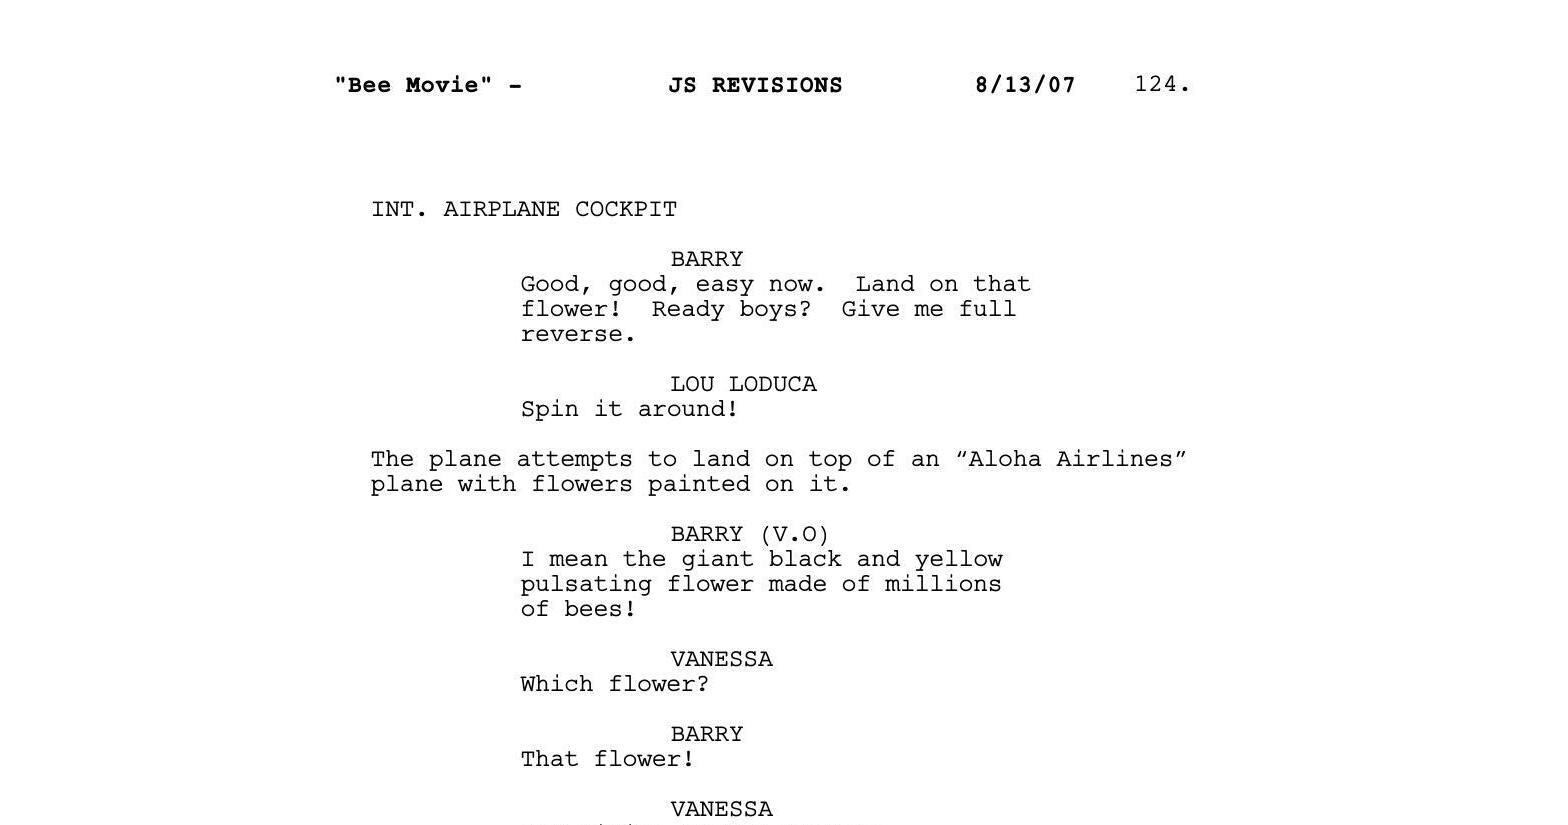 "Bee Movie" - JS REVISIONS 8/13/07 124.
INT. AIRPLANE COCKPIT
BARRY
Good, good, easy now.  Land on that
flower!  Ready boys?  Give me full
reverse.
LOU LODUCA
Spin it around!
The plane attempts to land on top of an “Aloha Airlines”
plane with flowers painted on it.
BARRY (V.O)
I mean the giant black and yellow
pulsating flower made of millions
of bees!
VANESSA
Which flower?
BARRY
That flower!
VANESSA